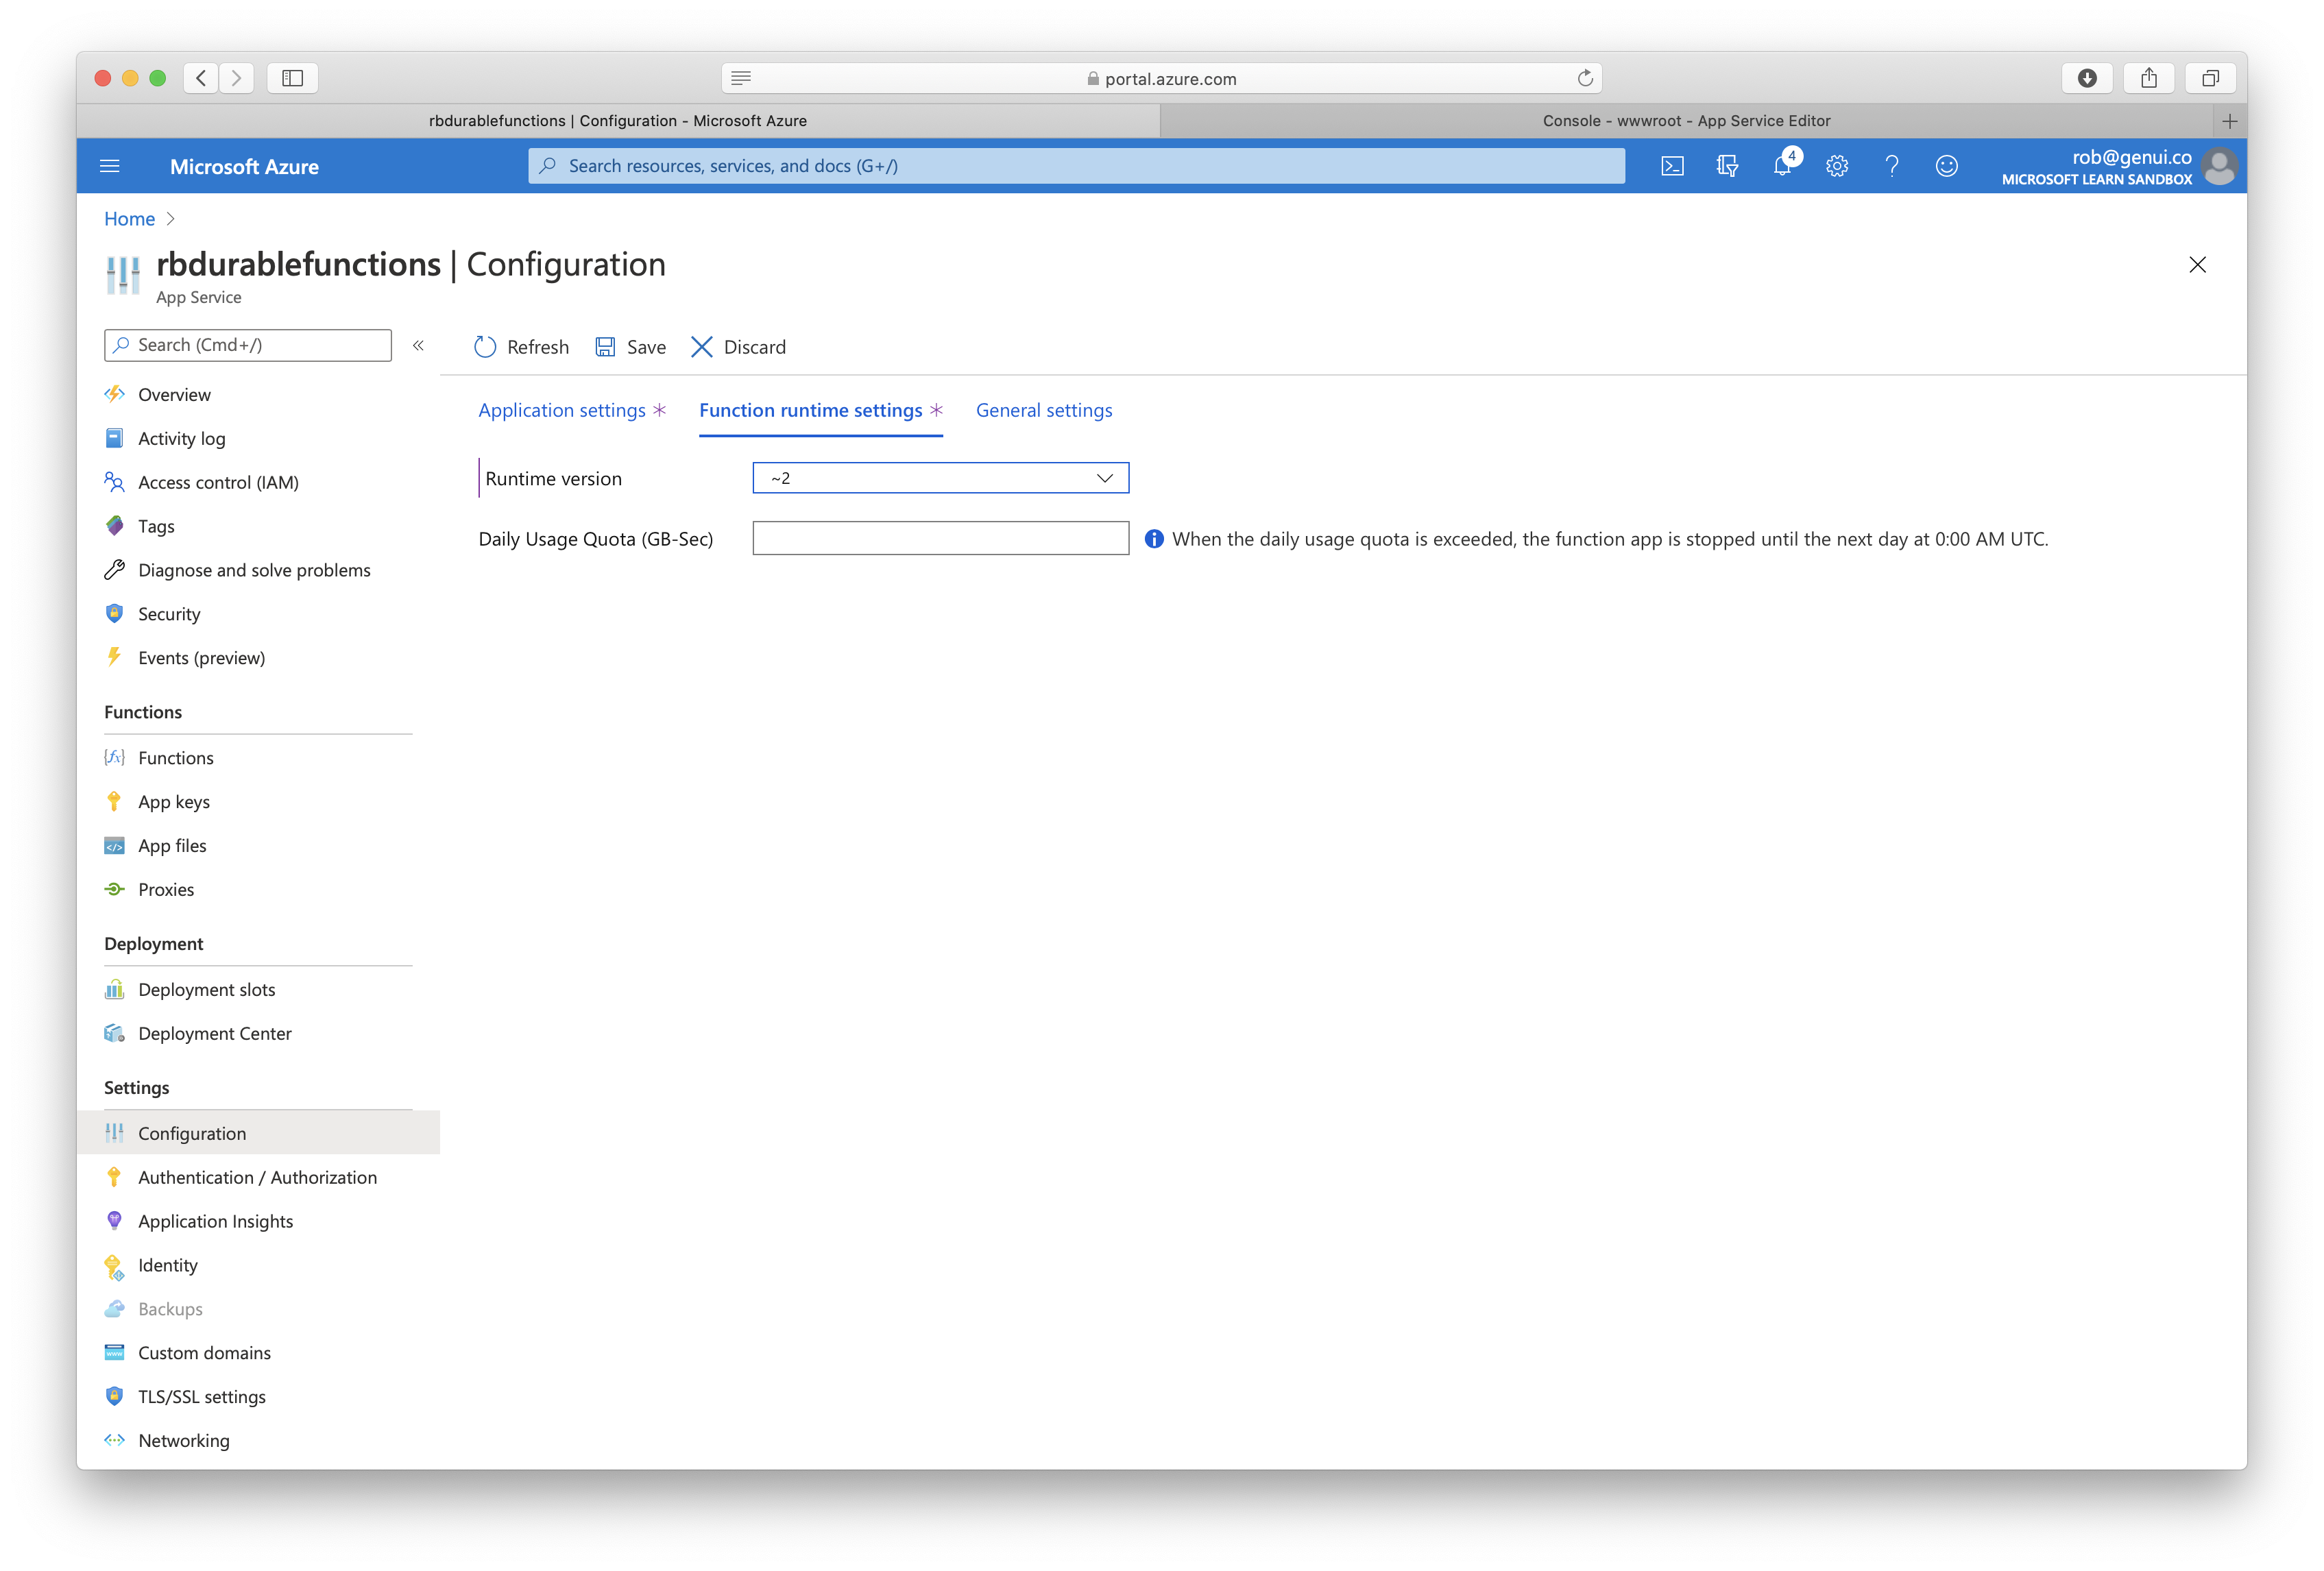 portal.azure.com
rbdurablefunctions | Configuration - Microsoft Azure
Console - wwwroot - App Service Editor
Microsoft Azure
Search resources, services, and docs (G+/)
4
rob@genui.co
MICROSOFT LEARN SANDBOX
Home
rbdurablefunctions | Configuration
App Service
Search (Cmd+/)
Refresh
Save
Discard
Overview
Activity log
Access control (IAM)
Tags
Diagnose and solve problems
Security
Events (preview)
Functions
Functions
App keys
App files
Proxies
Deployment
Deployment slots
Deployment Center
Settings
Configuration
Authentication / Authorization
Application Insights
Identity
Backups
Custom domains
TLS/SSL settings
Networking
Application settings *
Function runtime settings *
General settings
Runtime version
~2
Daily Usage Quota (GB-Sec)
When the daily usage quota is exceeded, the function app is stopped until the next day at 0:00 AM UTC.